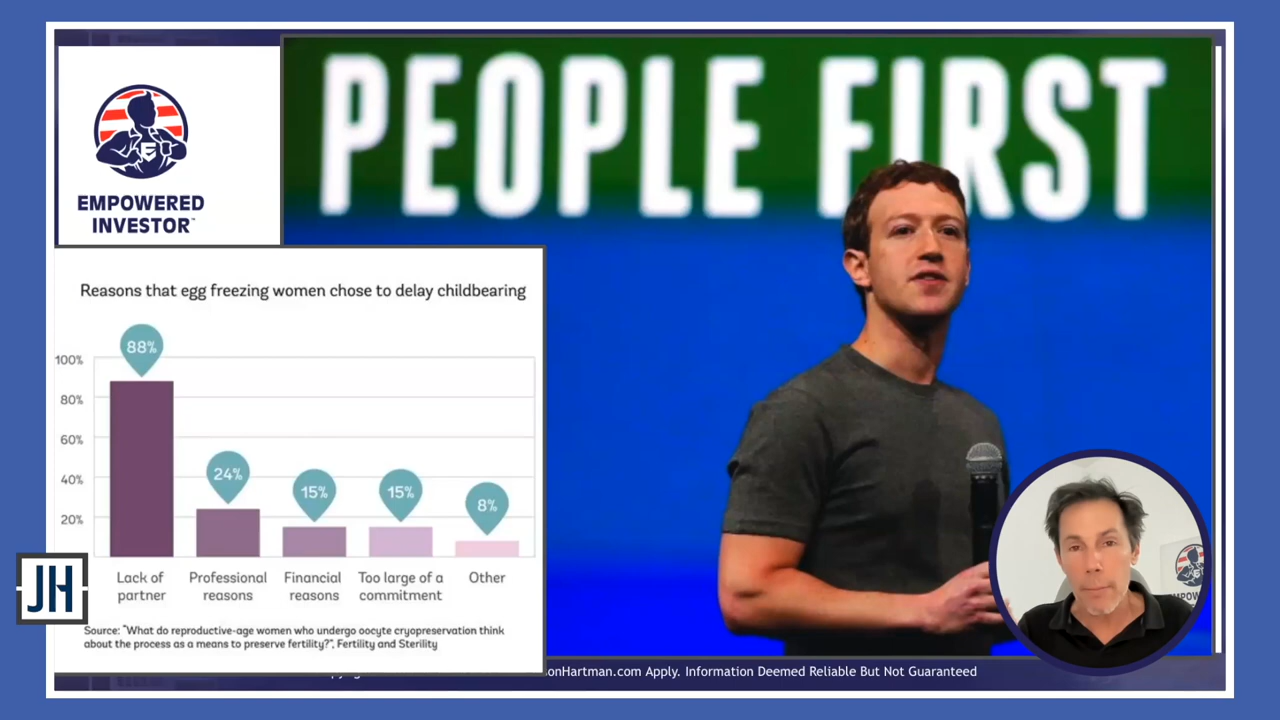 PEOPLE FIRST
EMPOWERED
INVESTOR™
Reasons that egg freezing women chose to delay childbearing
100%
80%
60%
40%
20%
88%
24%
15%
15%
8%
Lack of
partner
Professional
reasons
Financial
reasons
Too large of a
commitment
Other
Source: "What do reproductive-age women who undergo oocyte cryopreservation think
about the process as a means to preserve fertility?", Fertility and Sterility
JH
onHartman.com Apply. Information Deemed Reliable But Not Guaranteed